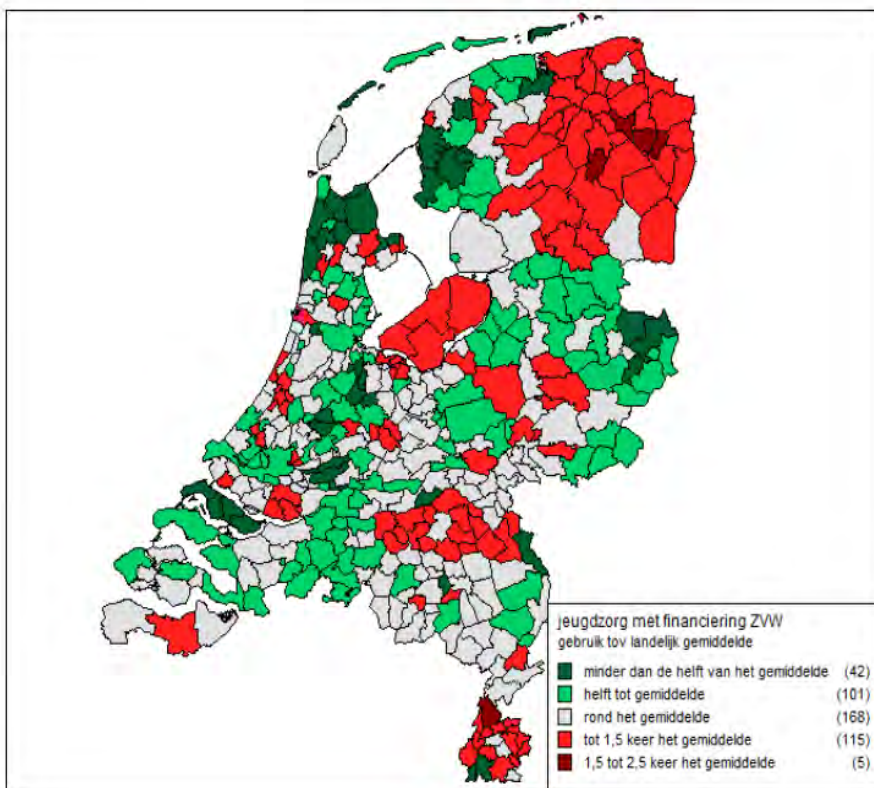 jeugdzorg met financiering ZVW
gebruik tov landelijk gemiddelde
minder dan de helft van het gemiddelde (42)
helft tot gemiddelde (101)
rond het gemiddelde (168)
tot 1,5 keer het gemiddelde (115)
1,5 tot 2,5 keer het gemiddelde (5)